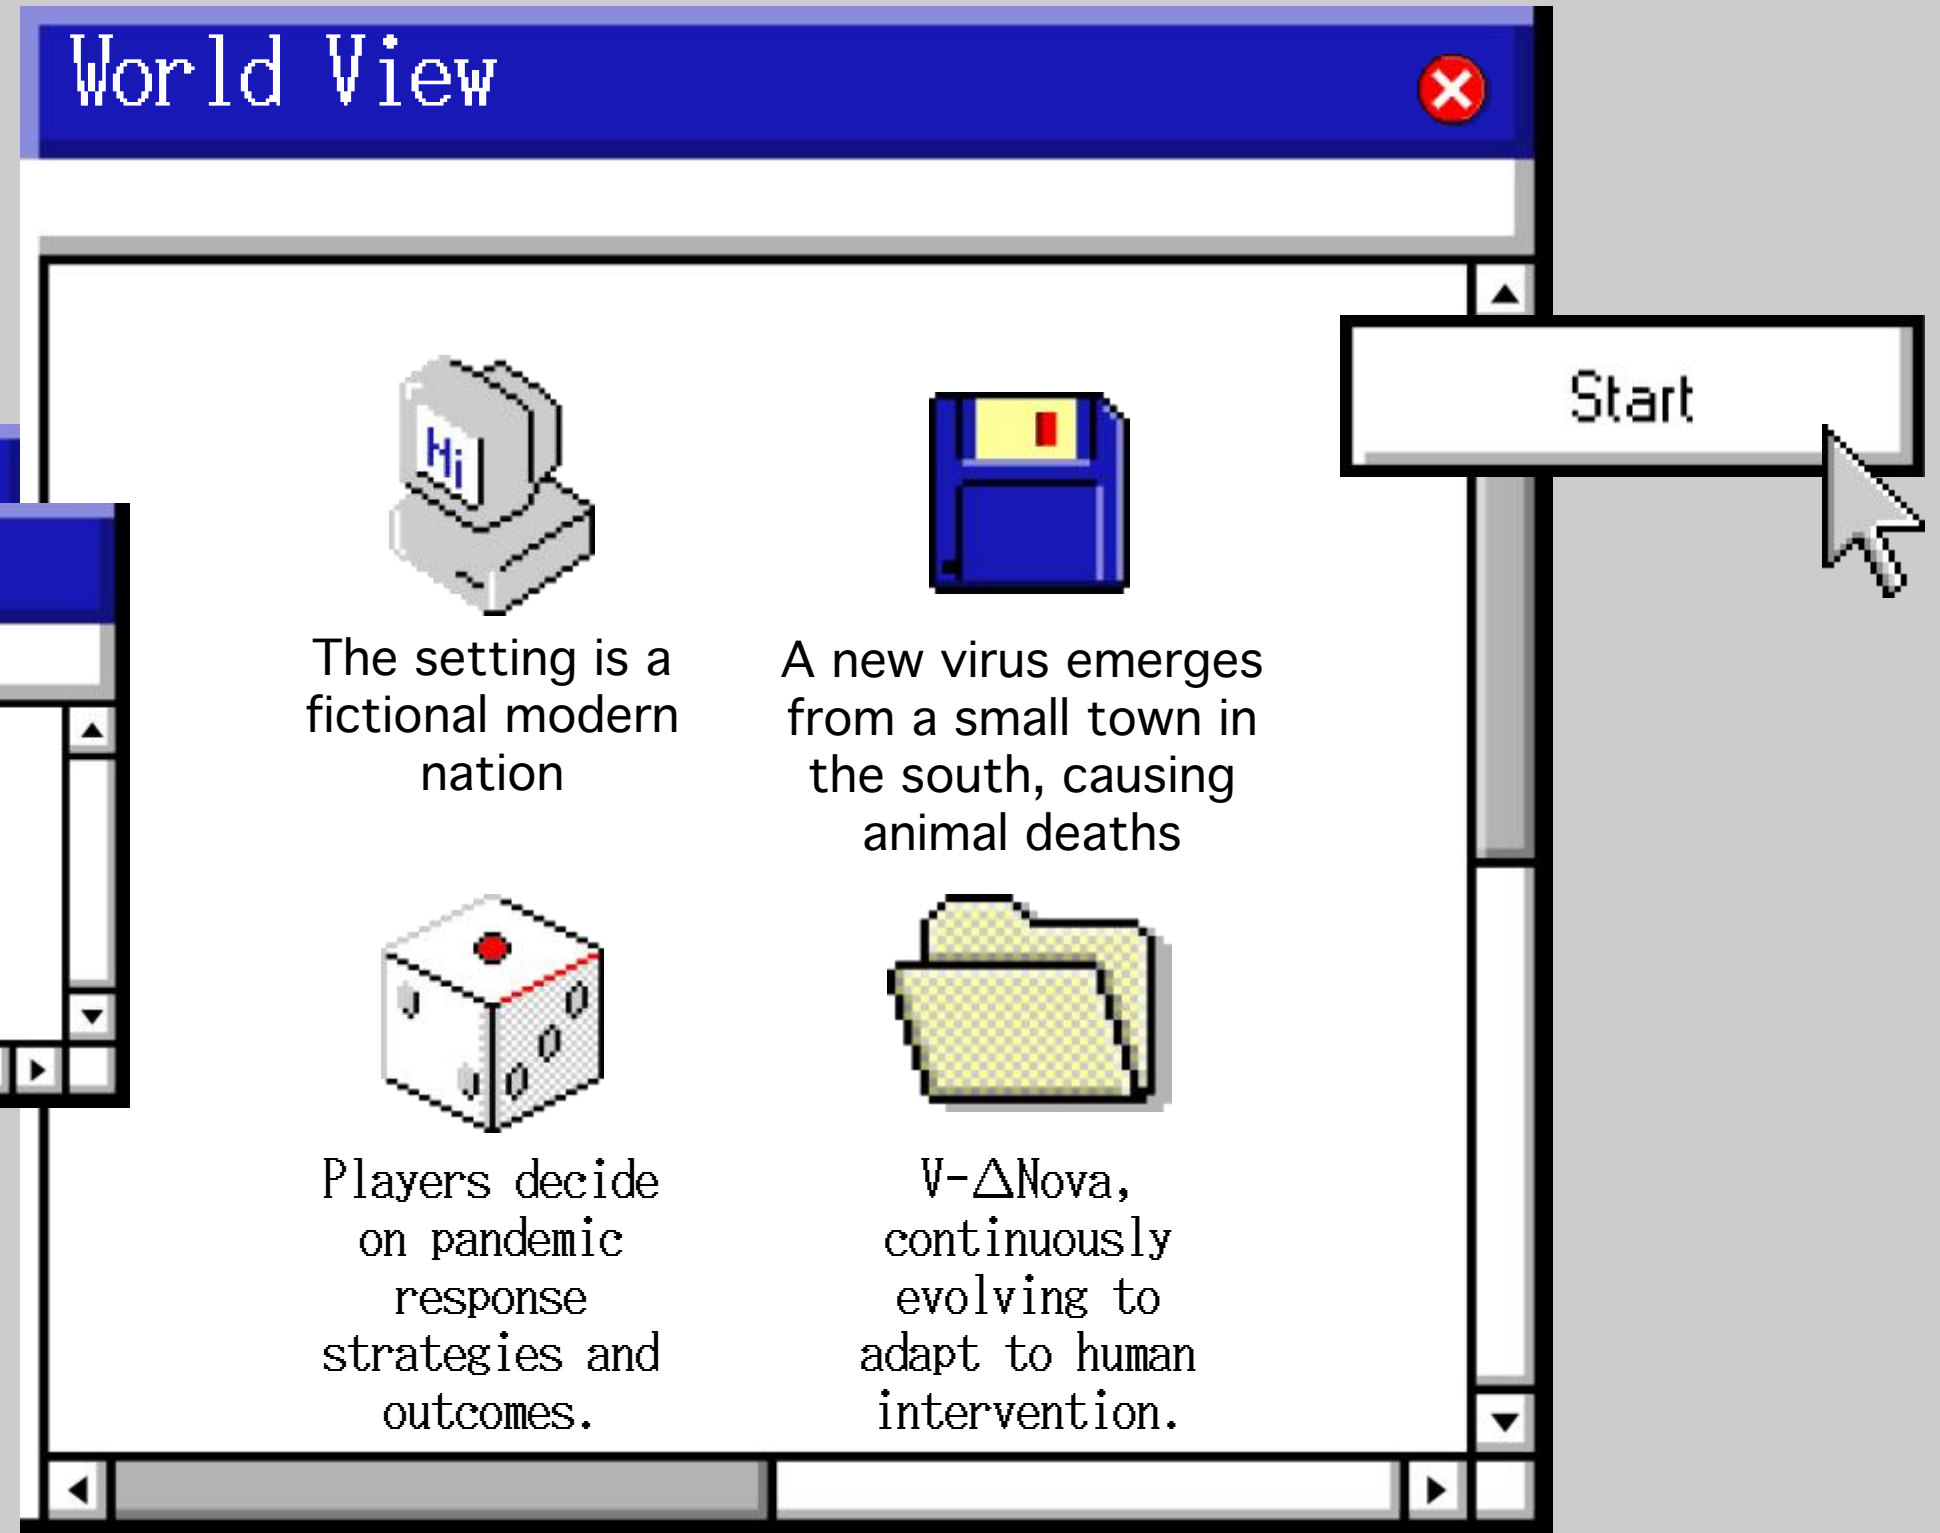 World View
Start
Hi
The setting is a
fictional modern
nation
A new virus emerges
from a small town in
the south, causing
animal deaths
Players decide
on pandemic
response
strategies and
outcomes.
V-△Nova,
continuously
evolving to
adapt to human
intervention.